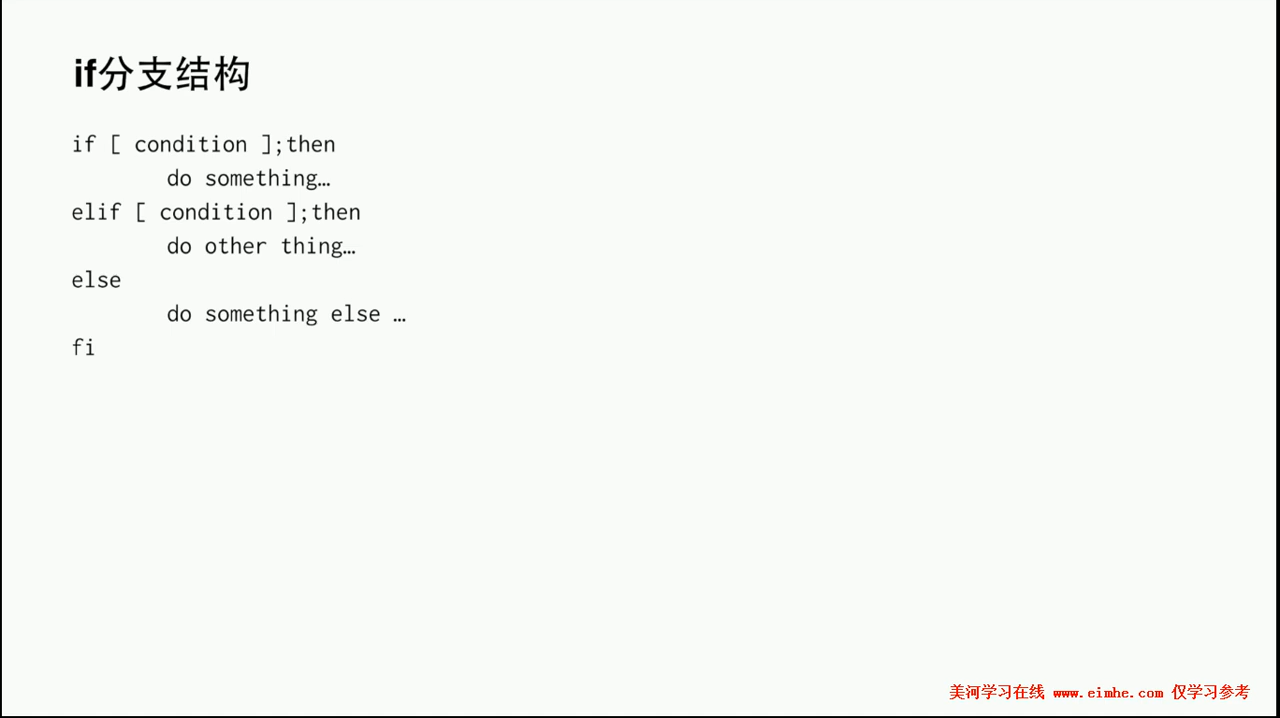 if分支结构
if [ condition ];then
do something…
elif [ condition ];then
do other thing…
else
do something else …
fi
美河学习在线 www.eimhe.com 仅学习参考